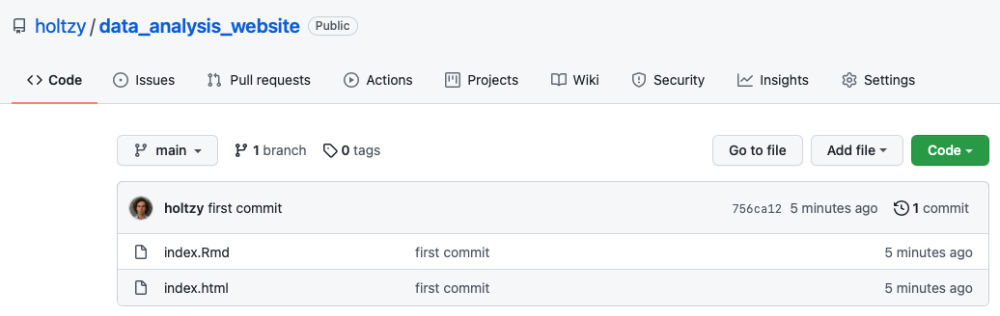 holtzy / data_analysis_website Public
Code Issues Pull requests Actions Projects Wiki Security Insights Settings
main 1 branch 0 tags Go to file Add file Code
holtzy first commit 756ca12 5 minutes ago 1 commit
index.Rmd first commit 5 minutes ago
index.html first commit 5 minutes ago